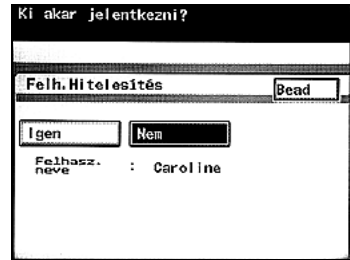 Ki akar jelentkezni?
Felh.Hitelesítés
Bead
Igen
Nem
Felhasz.
neve : Caroline